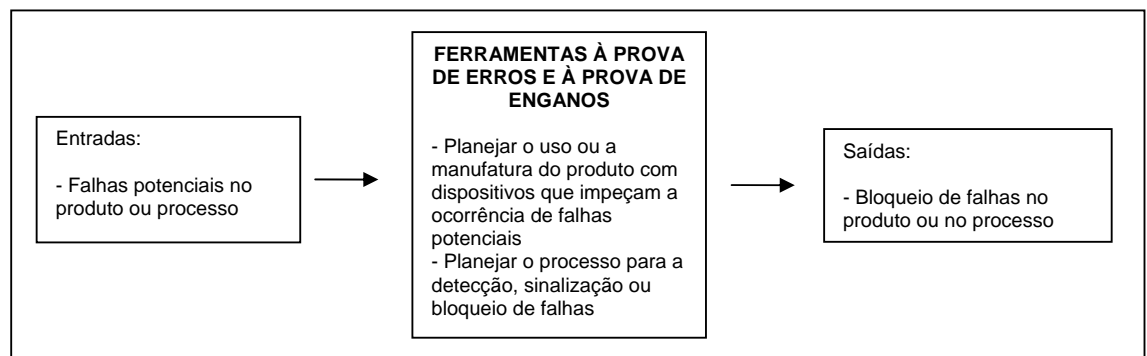 Entradas:
- Falhas potenciais no
produto ou processo
FERRAMENTAS À PROVA
DE ERROS E À PROVA DE
ENGANOS
- Planejar o uso ou a
manufatura do produto com
dispositivos que impeçam a
ocorrência de falhas
potenciais
- Planejar o processo para a
detecção, sinalização ou
bloqueio de falhas
Saídas:
- Bloqueio de falhas no
produto ou no processo